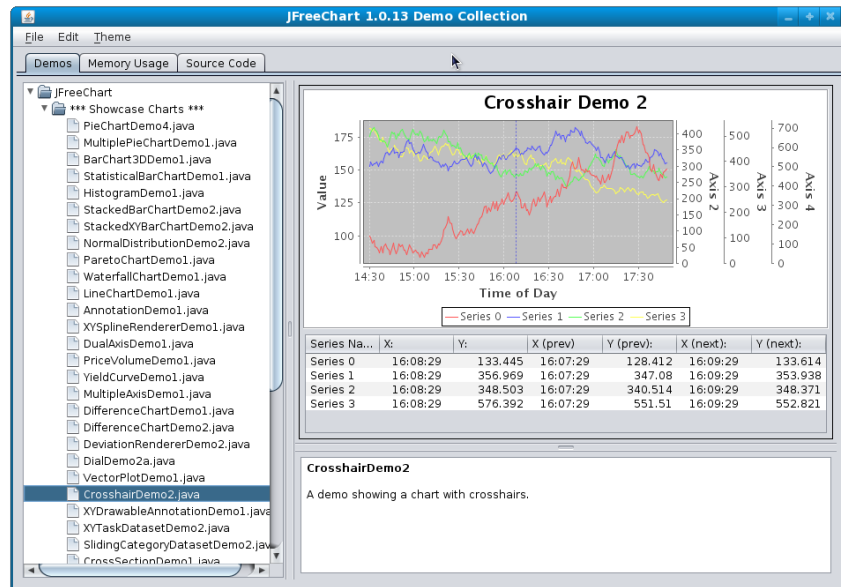 JFreeChart 1.0.13 Demo Collection
File Edit Theme
Demos Memory Usage Source Code
JFreeChart
*** Showcase Charts ***
PieChartDemo4.java
MultiplePieChartDemo1.java
BarChart3DDemo1.java
StatisticalBarChartDemo1.java
HistogramDemo1.java
StackedBarChartDemo2.java
StackedXYBarChartDemo2.java
NormalDistributionDemo2.java
ParetoChartDemo1.java
WaterfallChartDemo1.java
LineChartDemo1.java
AnnotationDemo1.java
XYSplineRendererDemo1.java
DualAxisDemo1.java
PriceVolumeDemo1.java
YieldCurveDemo1.java
MultipleAxisDemo1.java
DifferenceChartDemo1.java
DifferenceChartDemo2.java
DeviationRendererDemo2.java
DialDemo2a.java
VectorPlotDemo1.java
CrosshairDemo2.java
XYDrawableAnnotationDemo1.java
XYTaskDatasetDemo2.java
SlidingCategoryDatasetDemo2.jav
CrossSectionDemo1.java
Crosshair Demo 2
Value
175
150
125
100
14:30 15:00 15:30 16:00 16:30 17:00 17:30
Time of Day
400
350
300
250
200
150
100
50
0
Axis 2
500
400
300
200
100
0
Axis 3
700
600
500
400
300
200
100
0
Axis 4
Series 0 Series 1 Series 2 Series 3
Series Na... X: Y: X (prev) Y (prev): X (next): Y (next):
Series 0 16:08:29 133.445 16:07:29 128.412 16:09:29 133.614
Series 1 16:08:29 356.969 16:07:29 347.08 16:09:29 353.938
Series 2 16:08:29 348.503 16:07:29 340.514 16:09:29 348.371
Series 3 16:08:29 576.392 16:07:29 551.51 16:09:29 552.821
CrosshairDemo2
A demo showing a chart with crosshairs.